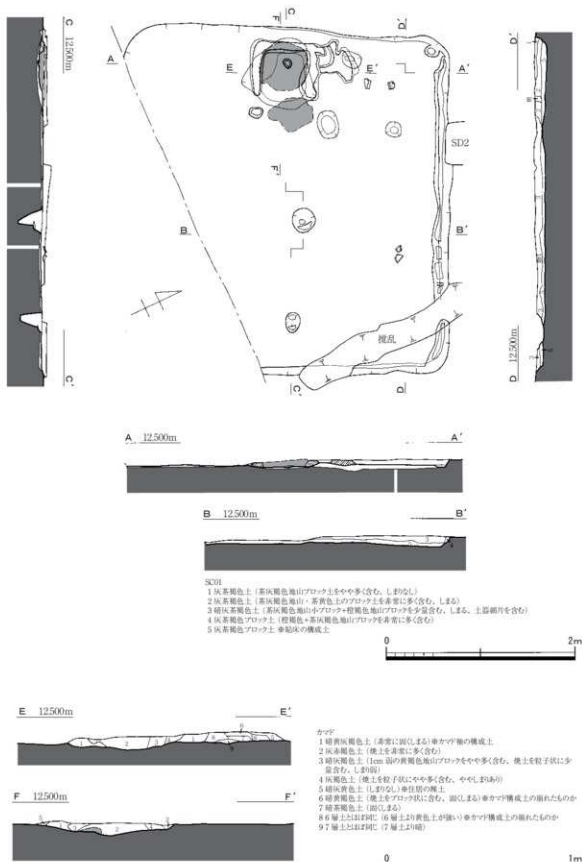 C
12.500m
C'
F
C
D'
A
E
E'
A'
SD2
F'
B
B'
撹乱
C'
D
D'
12.500m
D
A 12.500m A'
B 12.500m B'
SC01
1 灰茶褐色土（茶灰褐色地山ブロック土をやや多く含む、しまりなし）
2 灰茶褐色土（茶灰褐色地山・茶黄色土のブロック土を非常に多く含む、しまる）
3 暗灰茶褐色土（茶灰褐色地山小ブロック+橙褐色地山ブロックを少量含む、しまる、土器細片を含む）
4 灰茶褐色ブロック土（橙褐色+茶灰褐色地山ブロックを非常に多く含む）
5 灰茶褐色ブロック土 ※貼床の構成土
0 2m
E 12.500m E'
F 12.500m F'
カマド
1 暗黄灰褐色土（非常に固くしまる）※カマド袖の構成土
2 灰赤褐色土（焼土を非常に多く含む）
3 暗灰褐色土（1cm 弱の黄褐色地山ブロックをやや多く含む、焼土を粒子状に少
量含む、しまり弱）
4 灰褐色土（焼土を粒子状にやや多く含む、ややしまりあり）
5 暗灰黄色土（しまりなし）※住居の
6 暗黄褐色土（焼土をブロック状に含む、固くしまる）※カマド構成土の崩れたものか
7 暗茶褐色土（固くしまる）
8 6 層土とほぼ同じ（6 層土より黄色土が強い）※カマド構成土の崩れたものか
9 7 層土とほぼ同じ（7 層土より暗）
0 1m